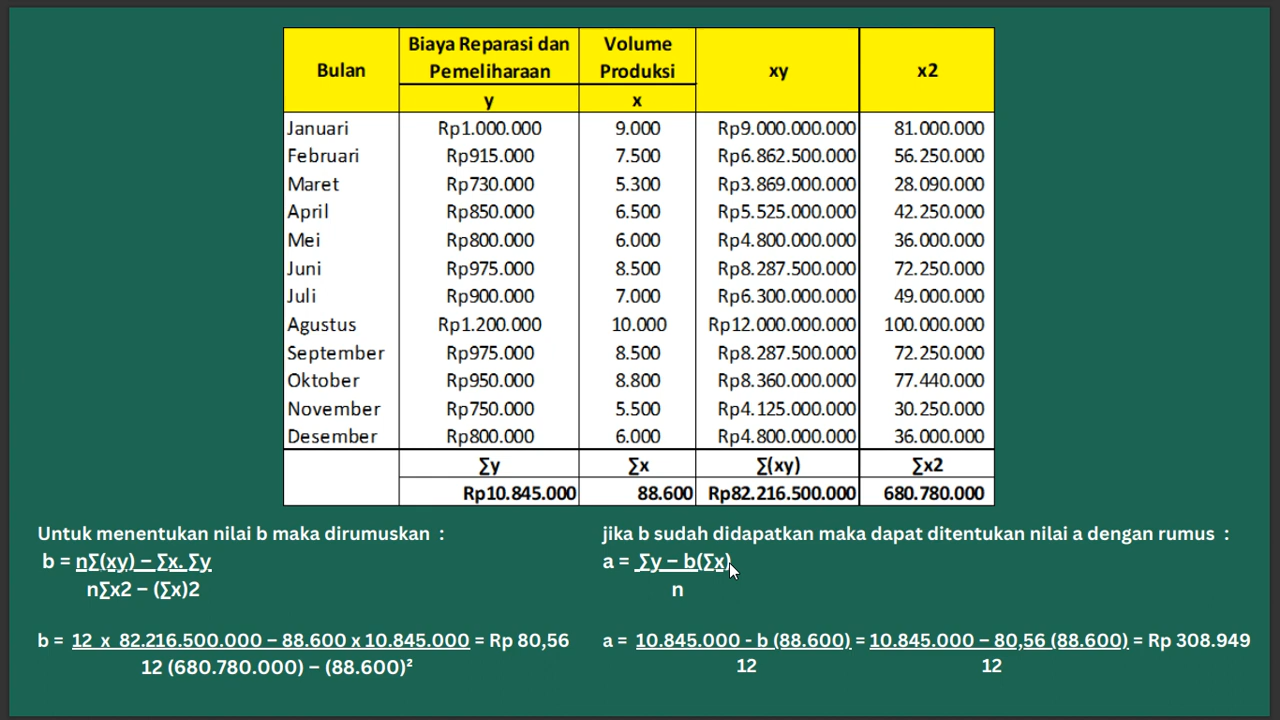 Bulan Biaya Reparasi dan Pemeliharaan Volume Produksi xy x2
y x
Januari Rp1.000.000 9.000 Rp9.000.000.000 81.000.000
Februari Rp915.000 7.500 Rp6.862.500.000 56.250.000
Maret Rp730.000 5.300 Rp3.869.000.000 28.090.000
April Rp850.000 6.500 Rp5.525.000.000 42.250.000
Mei Rp800.000 6.000 Rp4.800.000.000 36.000.000
Juni Rp975.000 8.500 Rp8.287.500.000 72.250.000
Juli Rp900.000 7.000 Rp6.300.000.000 49.000.000
Agustus Rp1.200.000 10.000 Rp12.000.000.000 100.000.000
September Rp975.000 8.500 Rp8.287.500.000 72.250.000
Oktober Rp950.000 8.800 Rp8.360.000.000 77.440.000
November Rp750.000 5.500 Rp4.125.000.000 30.250.000
Desember Rp800.000 6.000 Rp4.800.000.000 36.000.000
∑y ∑x ∑(xy) ∑x2
Rp10.845.000 88.600 Rp82.216.500.000 680.780.000
Untuk menentukan nilai b maka dirumuskan :
b = n∑(xy) – ∑x. ∑y
n∑x2 – (∑x)2
b = 12 x 82.216.500.000 – 88.600 x 10.845.000 = Rp 80,56
12 (680.780.000) – (88.600)²
jika b sudah didapatkan maka dapat ditentukan nilai a dengan rumus :
a = ∑y – b(∑x)
n
a = 10.845.000 - b (88.600) = 10.845.000 – 80,56 (88.600) = Rp 308.949
12 12